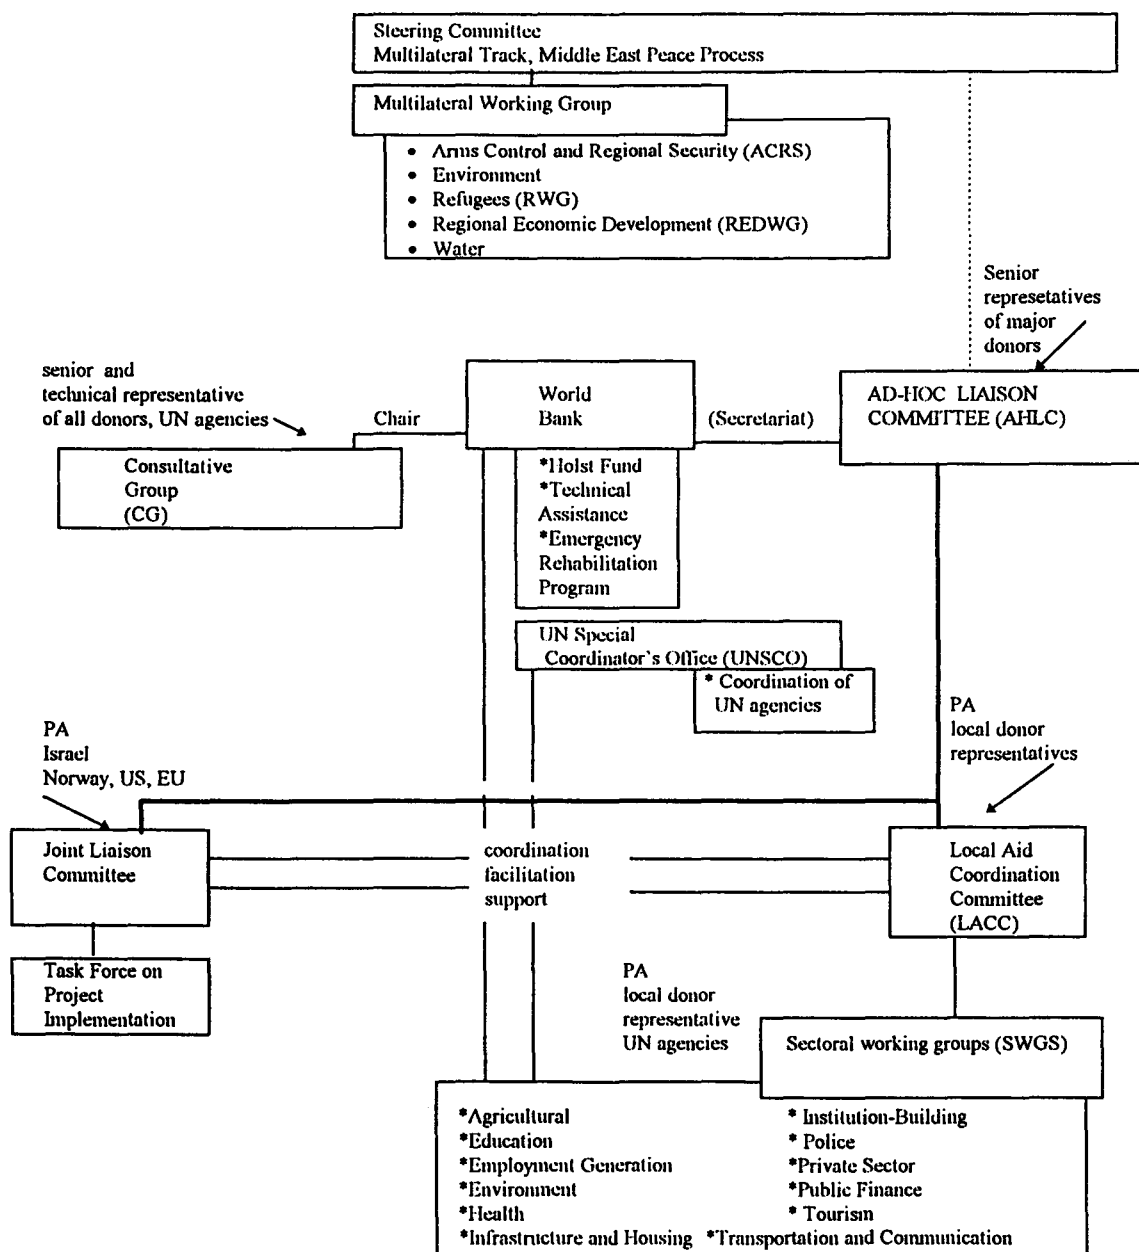 Steering Committee
Multilateral Track, Middle East Peace Process
Multilateral Working Group
• Arms Control and Regional Security (ACRS)
• Environment
• Refugees (RWG)
• Regional Economic Development (REDWG)
• Water
Senior
represetatives
of major
donors
senior and
technical representative
of all donors, UN agencies
Chair
World
Bank
(Secretariat)
AD-HOC LIAISON
COMMITTEE (AHLC)
Consultative
Group
(CG)
*Holst Fund
*Technical
Assistance
*Emergency
Rehabilitation
Program
UN Special
Coordinator's Office (UNSCO)
* Coordination of
UN agencies
PA
Israel
Norway, US, EU
PA
local donor
representatives
Joint Liaison
Committee
coordination
facilitation
support
Local Aid
Coordination
Committee
(LACC)
Task Force on
Project
Implementation
PA
local donor
representative
UN agencies
Sectoral working groups (SWGS)
*Agricultural
*Education
*Employment Generation
*Environment
*Health
*Infrastructure and Housing
* Institution-Building
* Police
*Private Sector
*Public Finance
* Tourism
*Transportation and Communication